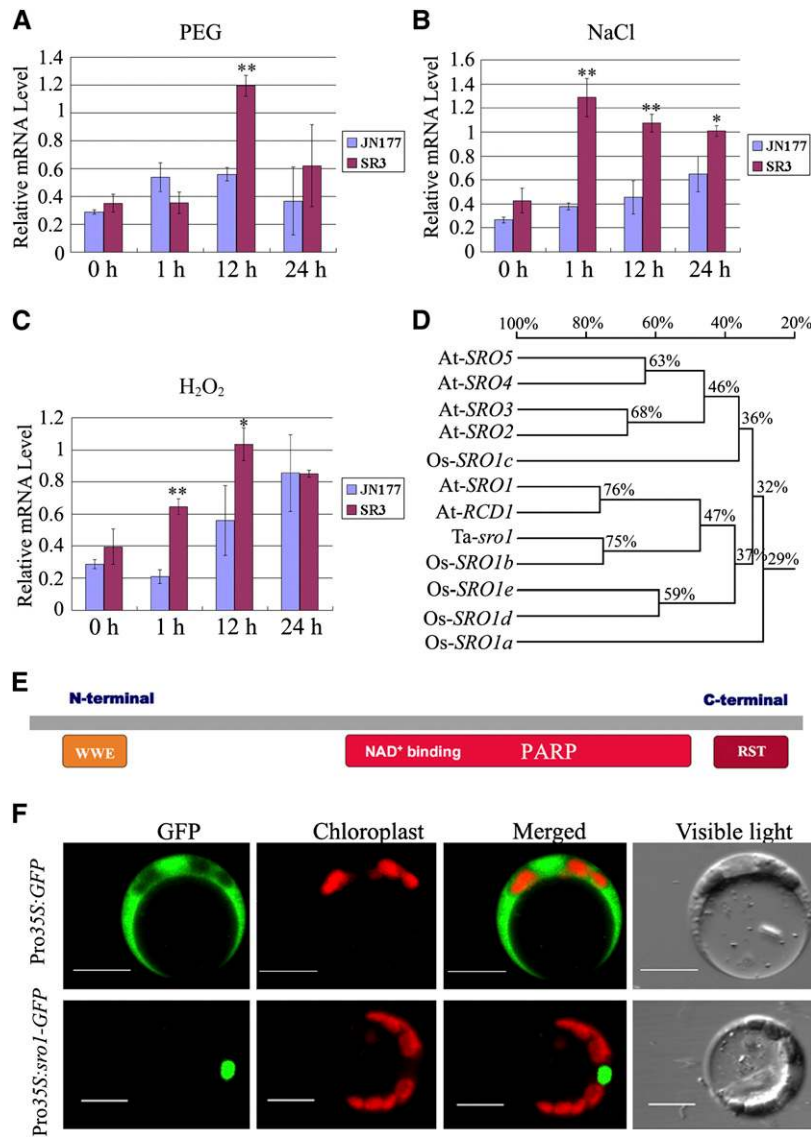 A
PEG
Relative mRNA Level
1.4
1.2
1
0.8
0.6
0.4
0.2
0
**
JN177
SR3
0 h
1 h
12 h
24 h
B
NaCl
Relative mRNA Level
1.6
1.4
1.2
1
0.8
0.6
0.4
0.2
0
**
**
*
JN177
SR3
0 h
1 h
12 h
24 h
C
H₂O₂
Relative mRNA Level
1.2
1
0.8
0.6
0.4
0.2
0
**
*
JN177
SR3
0 h
1 h
12 h
24 h
D
100% 80% 60% 40% 20%
At-SRO5
At-SRO4
At-SRO3
At-SRO2
Os-SRO1c
At-SRO1
At-RCD1
Ta-sro1
Os-SRO1b
Os-SRO1e
Os-SRO1d
Os-SRO1a
63%
46%
68%
36%
76%
32%
47%
75%
37%
29%
59%
E
N-terminal
C-terminal
WWE
NAD⁺ binding
PARP
RST
F
GFP
Chloroplast
Merged
Visible light
Pro35S:GFP
Pro35S:sro1-GFP